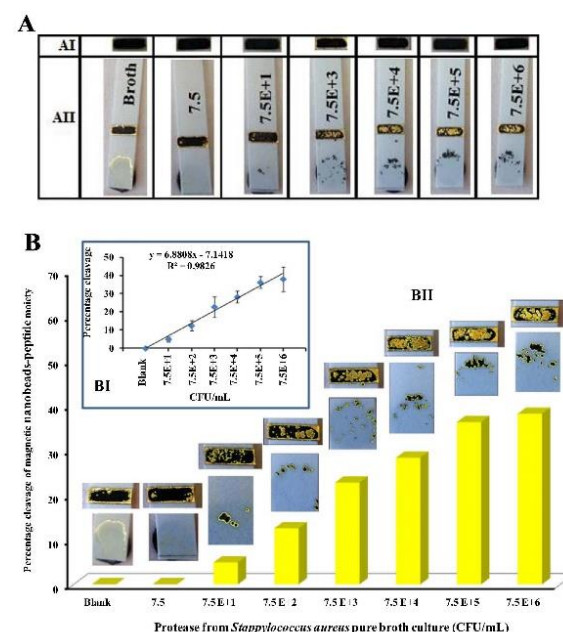 A
AI
AII
Broth
7.5
7.5E+1
7.5E+3
7.5E+4
7.5E+5
7.5E+6
B
y = 6.8808x - 7.1418
R² = 0.9826
Percentage cleavage
50
40
30
20
10
0
Blank
7.5E+1
7.5E+2
7.5E+3
7.5E+4
7.5E+5
7.5E+6
BI
CFU/mL
BII
Percentage cleavage of magnetic nanobeads-peptide moiety
70
60
50
40
30
20
10
0
Blank
7.5
7.5E+1
7.5E+2
7.5E+3
7.5E+4
7.5E+5
7.5E+6
Protease from Stappylococcus aureus pure broth culture (CFU/mL)